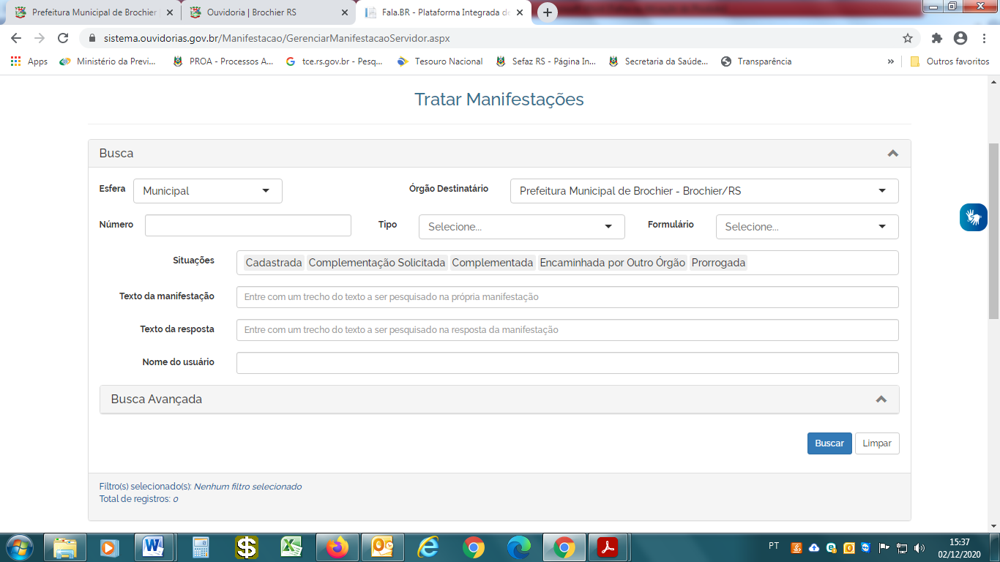 Prefeitura Municipal de Brochier
Ouvidoria | Brochier RS
Fala.BR - Plataforma Integrada de
sistema.ouvidorias.gov.br/Manifestacao/GerenciarManifestacaoServidor.aspx
Apps
Ministério da Previ...
PROA - Processos A...
tce.rs.gov.br - Pesq...
Tesouro Nacional
Sefaz RS - Página In...
Secretaria da Saúde...
Transparência
»
Outros favoritos
Tratar Manifestações
Busca
Esfera Municipal Órgão Destinatário Prefeitura Municipal de Brochier - Brochier/RS
Número Tipo Selecione... Formulário Selecione...
Situações Cadastrada Complementação Solicitada Complementada Encaminhada por Outro Órgão Prorrogada
Texto da manifestação Entre com um trecho do texto a ser pesquisado na própria manifestação
Texto da resposta Entre com um trecho do texto a ser pesquisado na resposta da manifestação
Nome do usuário
Busca Avançada
Buscar Limpar
Filtro(s) selecionado(s): Nenhum filtro selecionado
Total de registros: 0
PT
15:37
02/12/2020